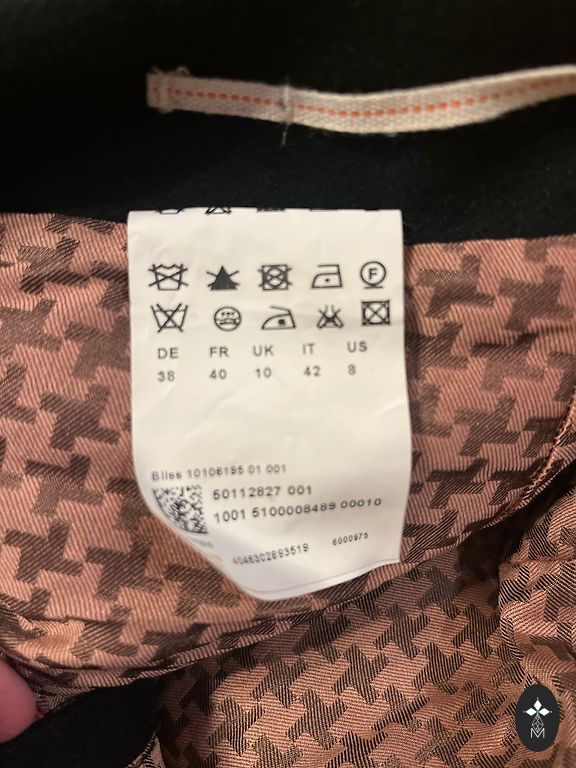 F
DE FR UK IT US
38 40 10 42 8
Bliss 10106195 01 001
50112827 001
1001 5100008489 00010
4046302893519 6000975
M